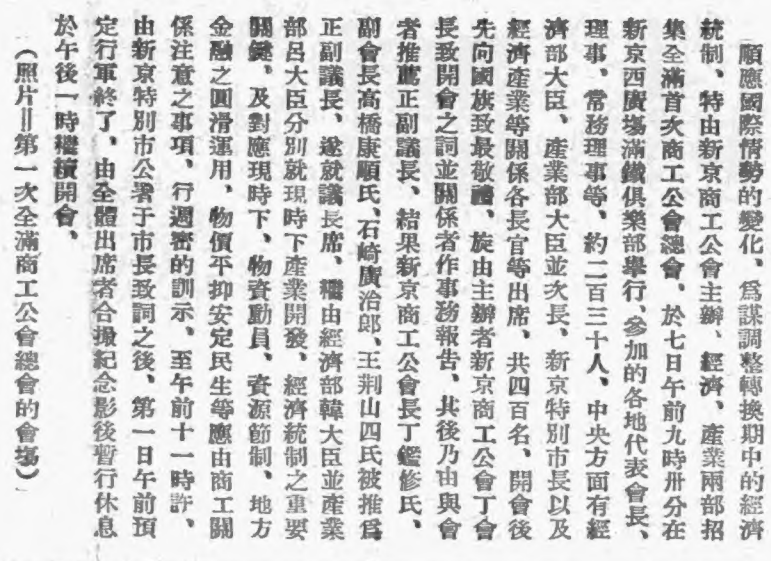 順應國際情勢的變化、爲謀調整轉換期中的經濟
統制、特由新京商工公會主辦、經濟、產業兩部招
集全滿首次商工公會總會、於七日午前九時卅分在
新京西廣場滿鐵俱樂部舉行、參加的各地代表會長、
理事、常務理事等、約二百三十人、中央方面有經
濟部大臣、產業部大臣並次長、新京特別市長以及
經濟產業等關係各長官等出席、共四百名、開會後
先向國旗致最敬禮、旋由主辦者新京商工公會丁會
長致開會之詞並關係者作事務報告、其後乃由與會
者推薦正副議長、結果新京商工公會長丁鑑修氏、
副會長高橋康順氏、石崎廣治郎、王荆山四氏被推爲
正副議長、遂就議長席、繼由經濟部韓大臣並產業
部呂大臣分別就現時下產業開發、經濟統制之重要
關鍵、及對應現時下、物資動員、資源節制、地方
金融之圓滑運用、物價平抑安定民生等應由商工關
係注意之事項、行週密的訓示、至午前十一時許、
由新京特別市公署于市長致詞之後、第一日午前預
定行軍終了、由全體出席者合撮紀念影後暫行休息
於午後一時繼續開會、
（照片＝第一次全滿商工公會總會的會場）